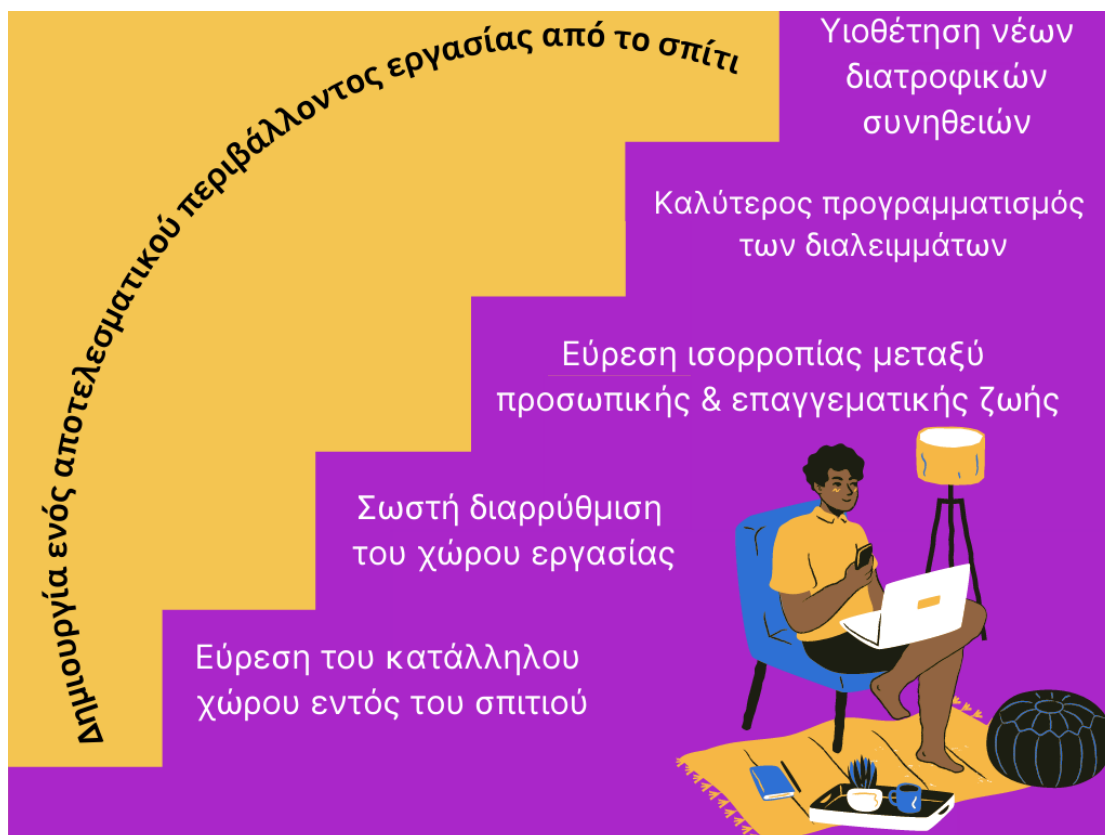 Δημιουργία ενός αποτελεσματικού περιβάλλοντος εργασίας από το σπίτι
Υιοθέτηση νέων
διατροφικών
συνηθειών
Καλύτερος προγραμματισμός
των διαλειμμάτων
Εύρεση ισορροπίας μεταξύ
προσωπικής & επαγγεματικής ζωής
Σωστή διαρρύθμιση
του χώρου εργασίας
Εύρεση του κατάλληλου
χώρου εντός του σπιτιού